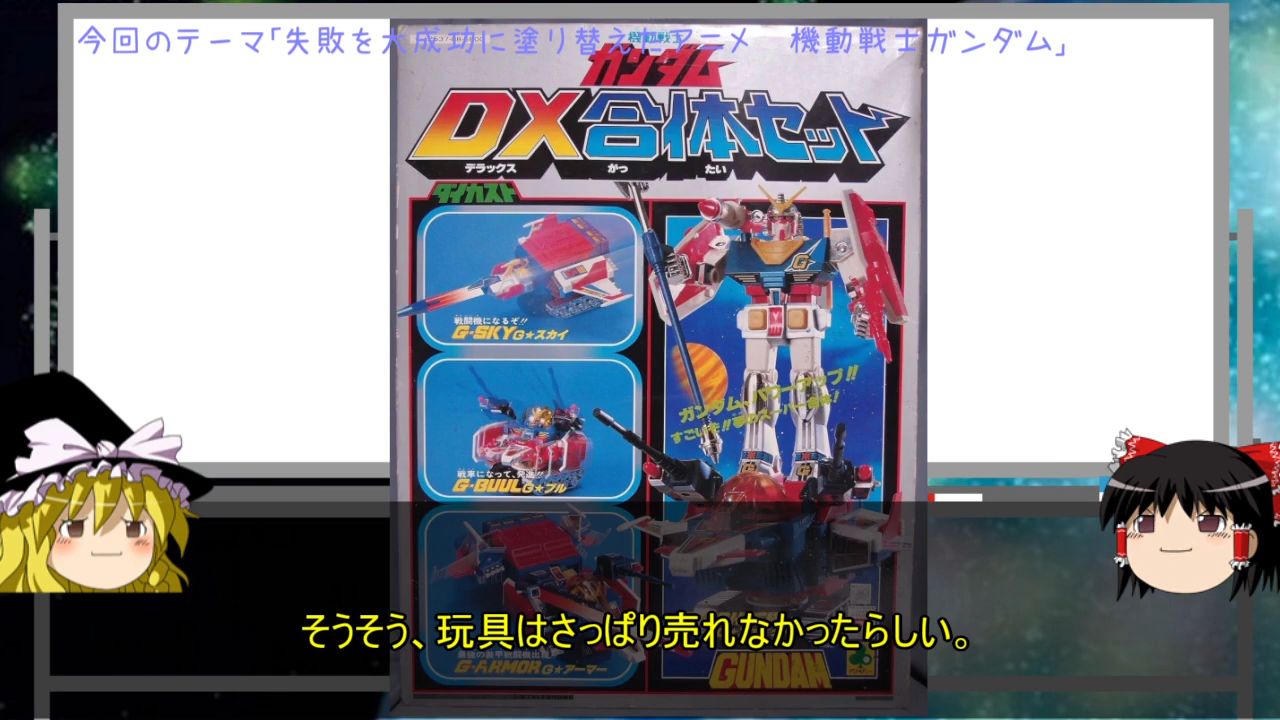 今回のテーマ「失敗を大成功に塗り替えたアニメ　機動戦士ガンダム」
機動戦士
ガンダム
DX合体セット
デラックス
がっ
たい
ダイカスト
戦闘機になるぞ!!
G-SKY G★スカイ
戦車になって、発進!!
G-BUUL G★ブル
ガンダム・パワーアップ!!
G-ARMOR G★アーマー
GUNDAM
そうそう、玩具はさっぱり売れなかったらしい。